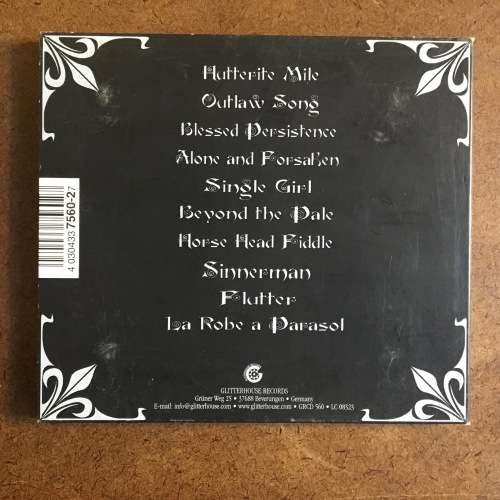 Hutterite Mile
Outlaw Song
Blessed Persistence
Alone and Forsaken
Single Girl
Beyond the Pale
Horse Head Fiddle
Sinnerman
Flutter
La Robe a Parasol
4 030433 7560-2 7
GLITTERHOUSE RECORDS
Grüner Weg 25 • 37688 Beverungen • Germany
E-mail: info@glitterhouse.com • www.glitterhouse.com • GRCD 560 • LC 08523